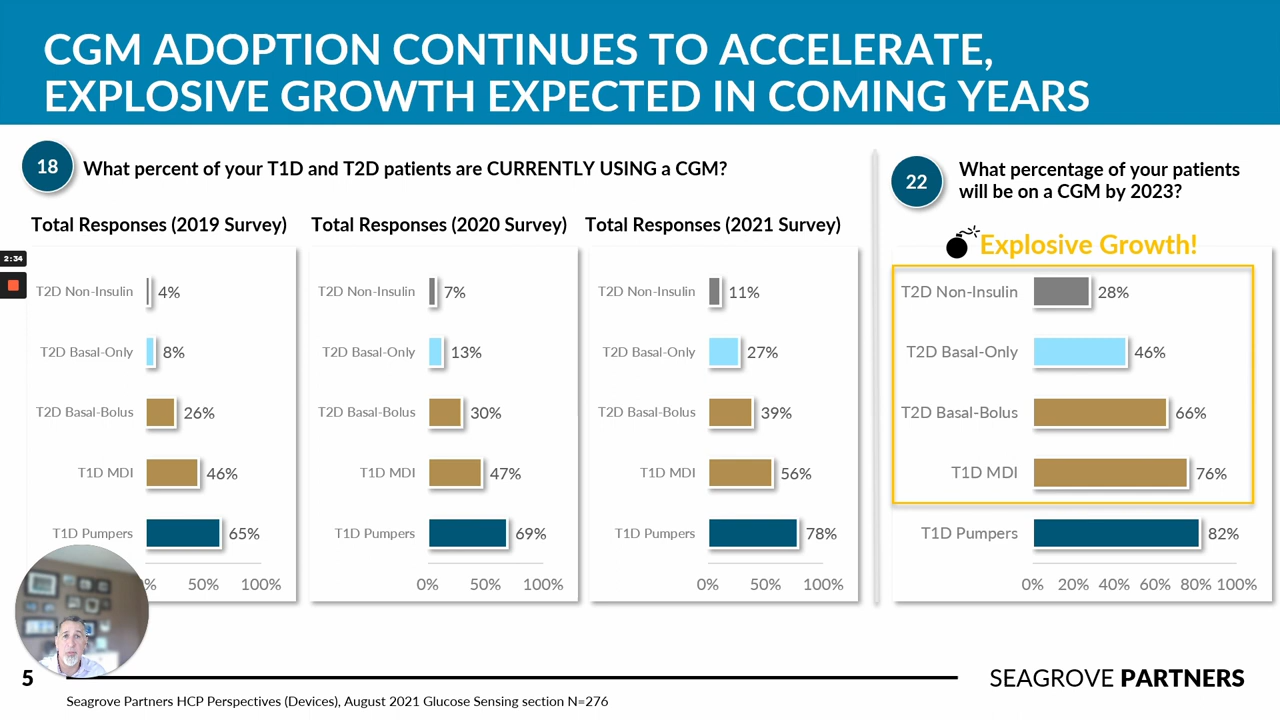 CGM ADOPTION CONTINUES TO ACCELERATE,
EXPLOSIVE GROWTH EXPECTED IN COMING YEARS
18
What percent of your T1D and T2D patients are CURRENTLY USING a CGM?
22
What percentage of your patients
will be on a CGM by 2023?
Total Responses (2019 Survey)
T2D Non-Insulin 4%
T2D Basal-Only 8%
T2D Basal-Bolus 26%
T1D MDI 46%
T1D Pumpers 65%
% 50% 100%
Total Responses (2020 Survey)
T2D Non-Insulin 7%
T2D Basal-Only 13%
T2D Basal-Bolus 30%
T1D MDI 47%
T1D Pumpers 69%
0% 50% 100%
Total Responses (2021 Survey)
T2D Non-Insulin 11%
T2D Basal-Only 27%
T2D Basal-Bolus 39%
T1D MDI 56%
T1D Pumpers 78%
0% 50% 100%
Explosive Growth!
T2D Non-Insulin 28%
T2D Basal-Only 46%
T2D Basal-Bolus 66%
T1D MDI 76%
T1D Pumpers 82%
0% 20% 40% 60% 80% 100%
2:34
5
SEAGROVE PARTNERS
Seagrove Partners HCP Perspectives (Devices), August 2021 Glucose Sensing section N=276